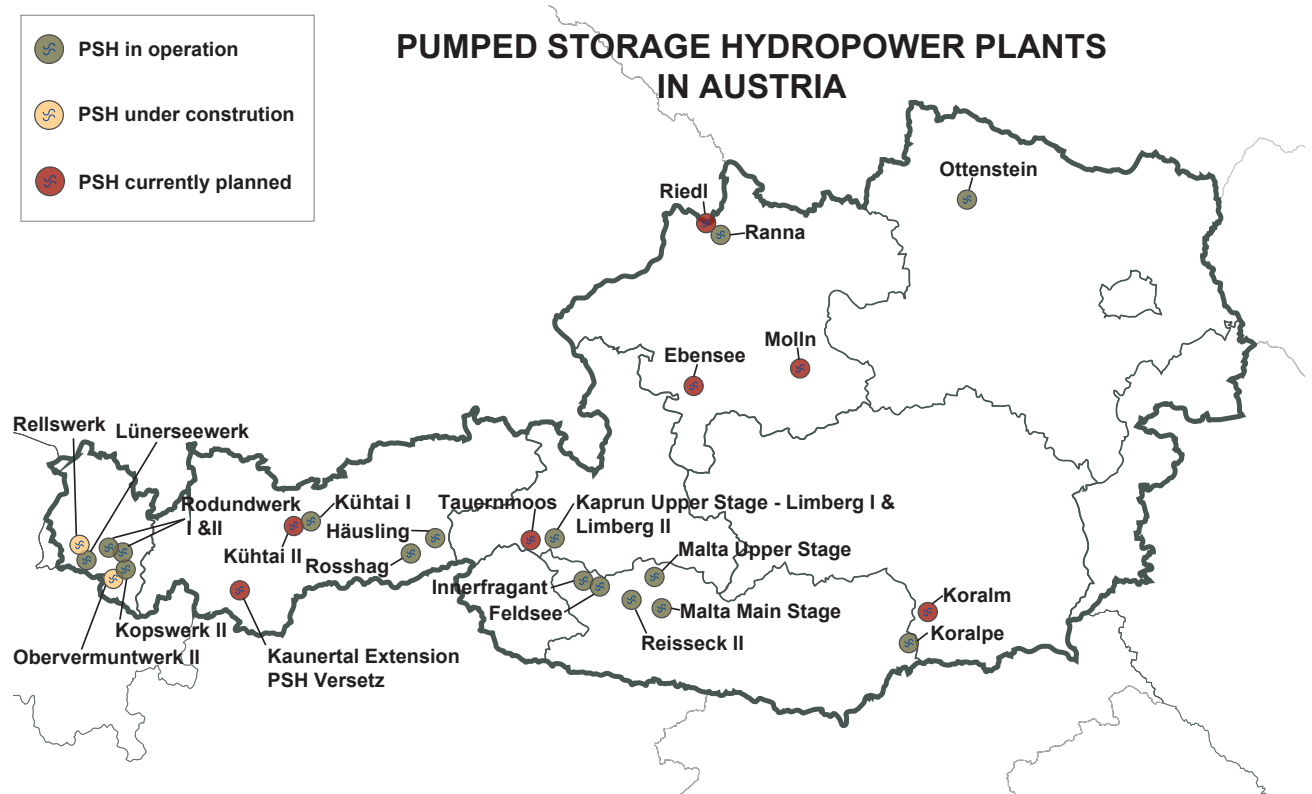 PUMPED STORAGE HYDROPOWER PLANTS
IN AUSTRIA
PSH in operation
PSH under constrution
PSH currently planned
Ottenstein
Riedl
Ranna
Molln
Ebensee
Rellswerk
Lünerseewerk
Rodundwerk
I &II
Kühtai I
Kühtai II
Häusling
Rosshag
Tauernmoos
Kaprun Upper Stage - Limberg I &
Limberg II
Malta Upper Stage
Innerfragant
Feldsee
Malta Main Stage
Reisseck II
Koralm
Koralpe
Kopswerk II
Obervermuntwerk II
Kaunertal Extension
PSH Versetz